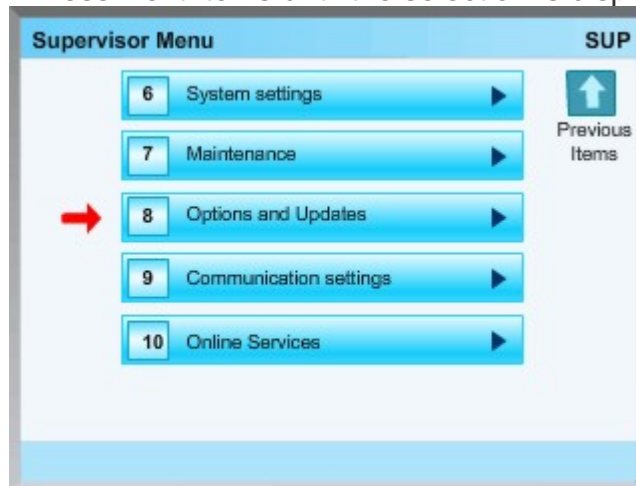 Supervisor Menu SUP
6 System settings
Previous
Items
7 Maintenance
8 Options and Updates
9 Communication settings
10 Online Services